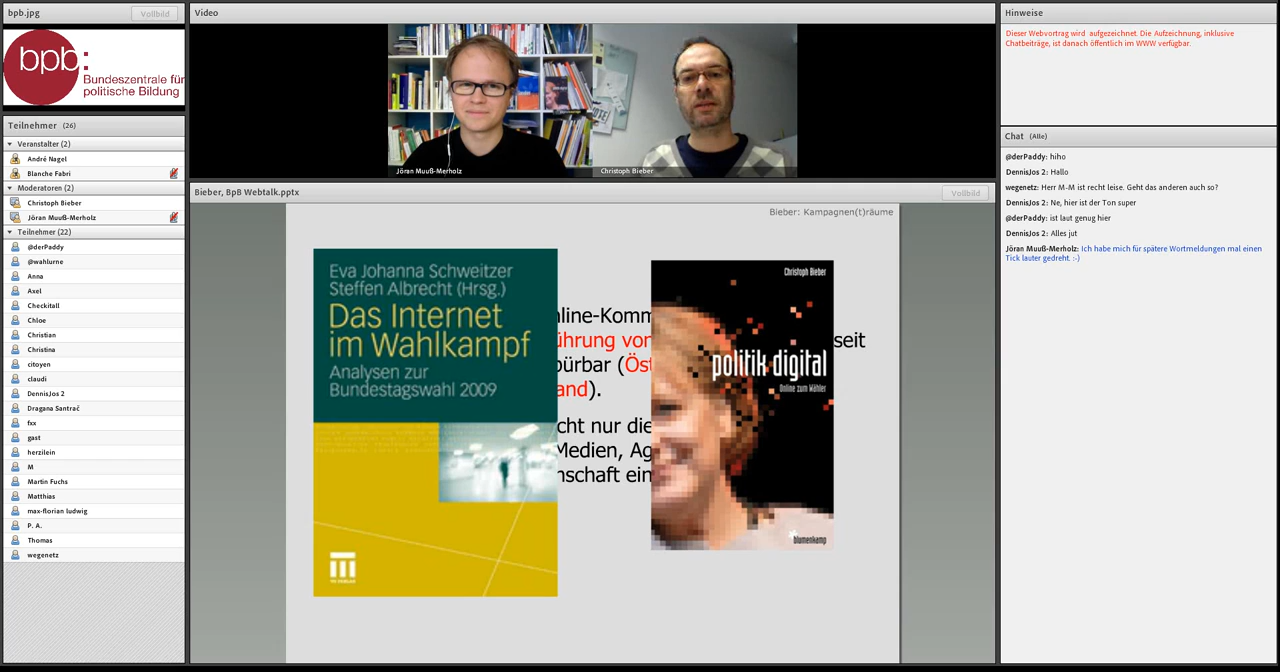 bpb.jpg
Vollbild
bpb:
Bundeszentrale für
politische Bildung
Teilnehmer (26)
Veranstalter (2)
André Nagel
Blanche Fabri
Moderatoren (2)
Christoph Bieber
Jöran Muuß-Merholz
Teilnehmer (22)
@derPaddy
@wahlurne
Anna
Axel
Checkitall
Chloe
Christian
Christina
citoyen
claudi
DennisJos 2
Dragana Santrač
fxx
gast
herzilein
M
Martin Fuchs
Matthias
max-florian ludwig
P. A.
Thomas
wegenetz
Video
Jöran Muuß-Merholz
Christoph Bieber
Bieber, BpB Webtalk.pptx
Vollbild
Bieber: Kampagnen(t)räume
Eva Johanna Schweitzer
Steffen Albrecht (Hrsg.)
Das Internet
im Wahlkampf
Analysen zur
Bundestagswahl 2009
nline-Komm
ührung von seit
pürbar (Öst
and).
cht nur die
Medien, Ag
nschaft ein
Christoph Bieber
politik digital
Online zum Wähler
blumenkamp
Hinweise
Dieser Webvortrag wird aufgezeichnet. Die Aufzeichnung, inklusive
Chatbeiträge, ist danach öffentlich im WWW verfügbar.
Chat (Alle)
@derPaddy: hiho
DennisJos 2: Hallo
wegenetz: Herr M-M ist recht leise. Geht das anderen auch so?
DennisJos 2: Ne, hier ist der Ton super
@derPaddy: ist laut genug hier
DennisJos 2: Alles jut
Jöran Muuß-Merholz: Ich habe mich für spätere Wortmeldungen mal einen
Tick lauter gedreht. :-)